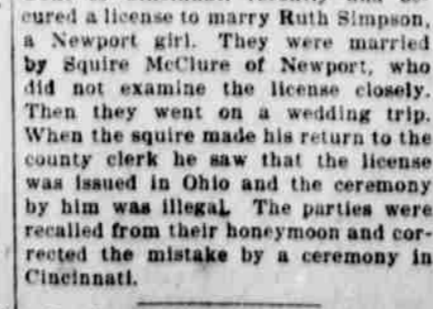 cured a license to marry Ruth Simpson,
a Newport girl. They were married
by Squire McClure of Newport, who
did not examine the license closely.
Then they went on a wedding trip.
When the squire made his return to the
county clerk he saw that the license
was issued in Ohio and the ceremony
by him was illegal. The parties were
recalled from their honeymoon and cor-
rected the mistake by a ceremony in
Cincinnati.